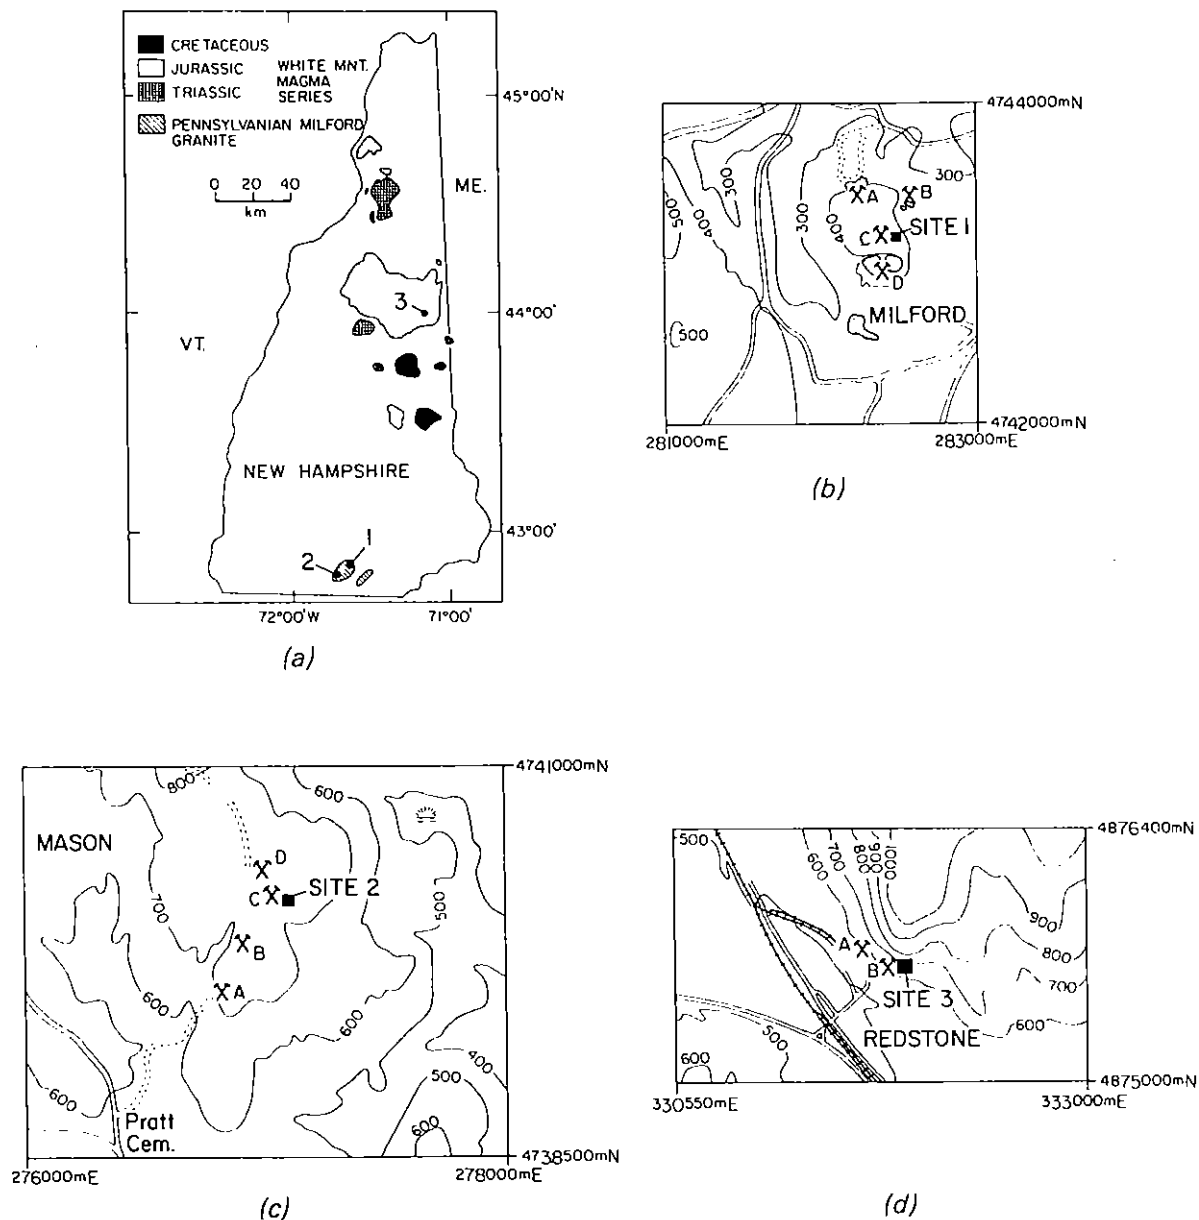 CRETACEOUS
JURASSIC
TRIASSIC
WHITE MNT.
MAGMA
SERIES
PENNSYLVANIAN MILFORD
GRANITE
0 20 40
km
45°00'N
ME.
3
44°00'
VT.
NEW HAMPSHIRE
43°00'
1
2
72°00'W
71°00'
(a)
4744000mN
300
300
300
500
400
400
A
B
C
SITE 1
D
MILFORD
500
4742000mN
281000mE
283000mE
(b)
4741000mN
800
600
MASON
D
C
SITE 2
700
500
B
A
600
600
400
600
500
600
Pratt
Cem.
4738500mN
276000mE
278000mE
(c)
4876400mN
500
600
700
800
900
1000
900
A
800
B
700
SITE 3
REDSTONE
600
500
600
4875000mN
330550mE
333000mE
(d)